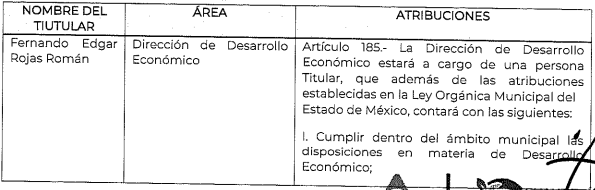 NOMBRE DEL
TIUTULAR
ÁREA
ATRIBUCIONES
Fernando Edgar
Rojas Román
Dirección de Desarrollo
Económico
Artículo 185.- La Dirección de Desarrollo
Económico estará a cargo de una persona
Titular, que además de las atribuciones
establecidas en la Ley Orgánica Municipal del
Estado de México, contará con las siguientes:
I. Cumplir dentro del ámbito municipal las
disposiciones en materia de Desarrollo
Económico;